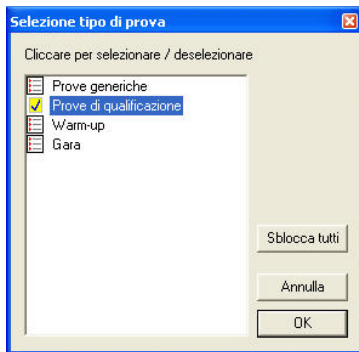 Selezione tipo di prova
Cliccare per selezionare / deselezionare
Prove generiche
Prove di qualificazione
Warm-up
Gara
Sblocca tutti
Annulla
OK